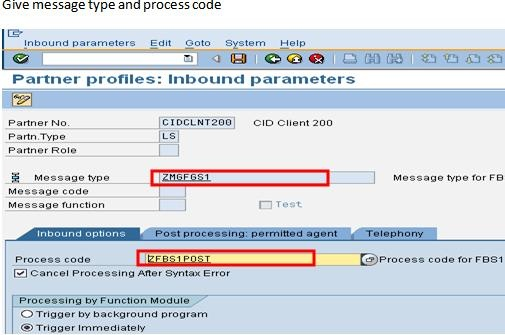 Give message type and process code
Inbound parameters Edit Goto System Help
Partner profiles: Inbound parameters
Partner No. CIDCLNT200 CID Client 200
Partn.Type LS
Partner Role
Message type ZMGFGS1 Message type for FB
Message code
Message function Test
Inbound options Post processing: permitted agent Telephony
Process code ZFBS1POST Process code for FBS1
Cancel Processing After Syntax Error
Processing by Function Module
Trigger by background program
Trigger Immediately